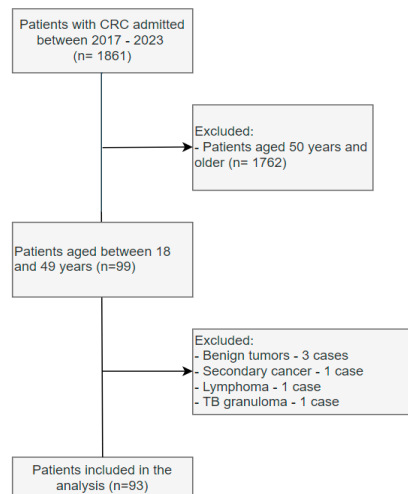 Patients with CRC admitted
between 2017 - 2023
(n= 1861)
Excluded:
- Patients aged 50 years and
older (n= 1762)
Patients aged between 18
and 49 years (n=99)
Excluded:
- Benign tumors - 3 cases
- Secondary cancer - 1 case
- Lymphoma - 1 case
- TB granuloma - 1 case
Patients included in the
analysis (n=93)